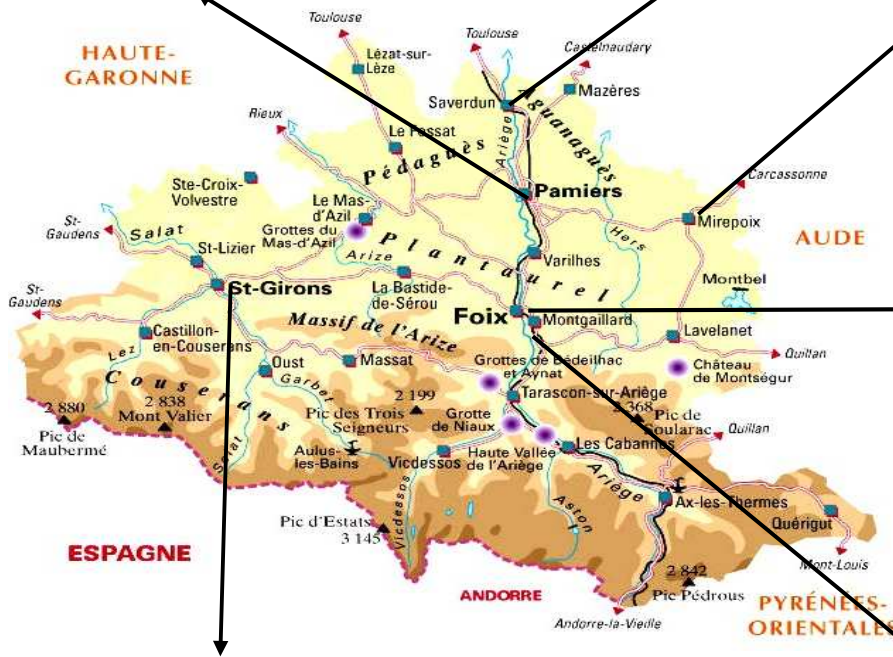 Toulouse
Toulouse
HAUTE-
GARONNE
Lézat-sur-
Lèze
Castelnaudary
Saverdun
Mazères
Rieux
Le Fossat
Ariège
Aguanaguès
Pédaguès
Ste-Croix-
Volvestre
Pamiers
Carcassonne
Le Mas-
d'Azil
Mirepoix
St-
Gaudens
Salat
Grottes du
Mas-d'Azil
Plantaurel
Hers
AUDE
St-Lizier
Arize
Varilhes
St-Girons
La Bastide-
de-Sérou
Montbel
St-
Gaudens
Foix
Montgaillard
Castillon-
en-Couserans
Massif de l'Arize
Lavelanet
Lez
Oust
Massat
Grottes de Bédeilhac
et Aynat
Quillan
Château
de Montségur
Couserans
Garbet
Tarascon-sur-Ariège
2 880
Pic de
Maubermé
2 838
Mont Valier
2 199
Pic des Trois
Seigneurs
Grotte
de Niaux
2 368
Pic de
Soularac
Quillan
Salat
Aulus-
les-Bains
Vicdessos
Haute Vallée
de l'Ariège
Les Cabannes
Ariège
Ax-les-Thermes
Vicdessos
Aston
Pic d'Estats
3 145
Quérigut
ESPAGNE
Mont-Louis
2 842
Pic Pédrous
ANDORRE
PYRÉNÉES-
ORIENTALES
Andorre-la-Vieille